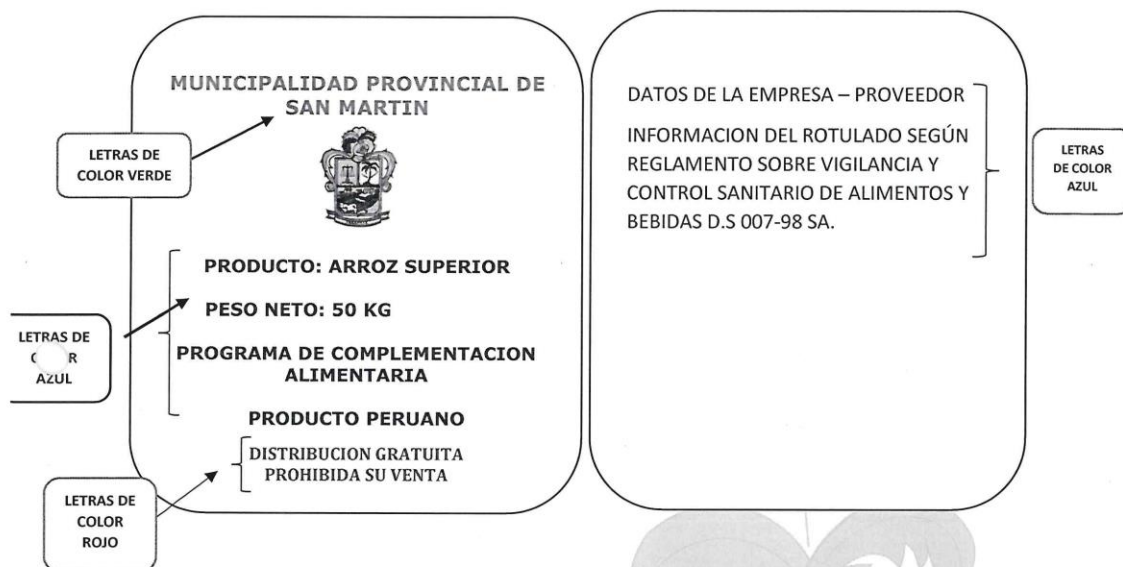 MUNICIPALIDAD PROVINCIAL DE
SAN MARTIN
LETRAS DE
COLOR VERDE
PRODUCTO: ARROZ SUPERIOR
PESO NETO: 50 KG
PROGRAMA DE COMPLEMENTACION
ALIMENTARIA
PRODUCTO PERUANO
LETRAS DE
AZUL
DISTRIBUCION GRATUITA
PROHIBIDA SU VENTA
LETRAS DE
COLOR
ROJO
DATOS DE LA EMPRESA – PROVEEDOR
INFORMACION DEL ROTULADO SEGÚN
REGLAMENTO SOBRE VIGILANCIA Y
CONTROL SANITARIO DE ALIMENTOS Y
BEBIDAS D.S 007-98 SA.
LETRAS
DE COLOR
AZUL